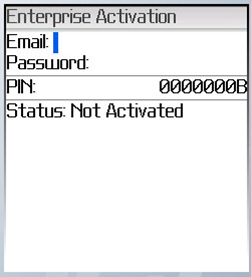 Enterprise Activation
Email:
Password:
PIN: 0000000B
Status: Not Activated